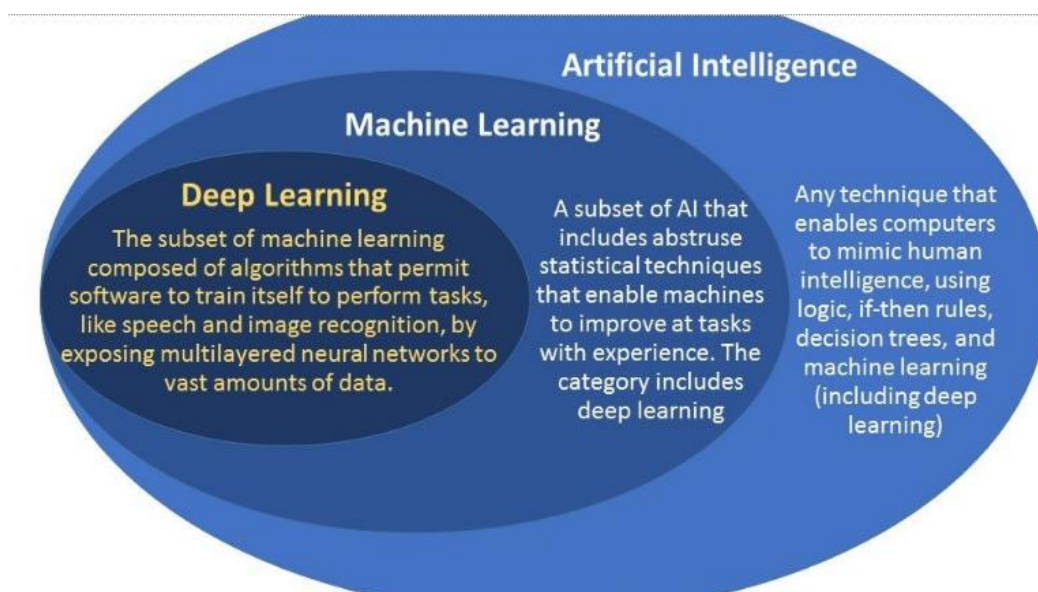 Artificial Intelligence
Machine Learning
Deep Learning
The subset of machine learning
composed of algorithms that permit
software to train itself to perform tasks,
like speech and image recognition, by
exposing multilayered neural networks to
vast amounts of data.
A subset of AI that
includes abstruse
statistical techniques
that enable machines
to improve at tasks
with experience. The
category includes
deep learning
Any technique that
enables computers
to mimic human
intelligence, using
logic, if-then rules,
decision trees, and
machine learning
(including deep
learning)